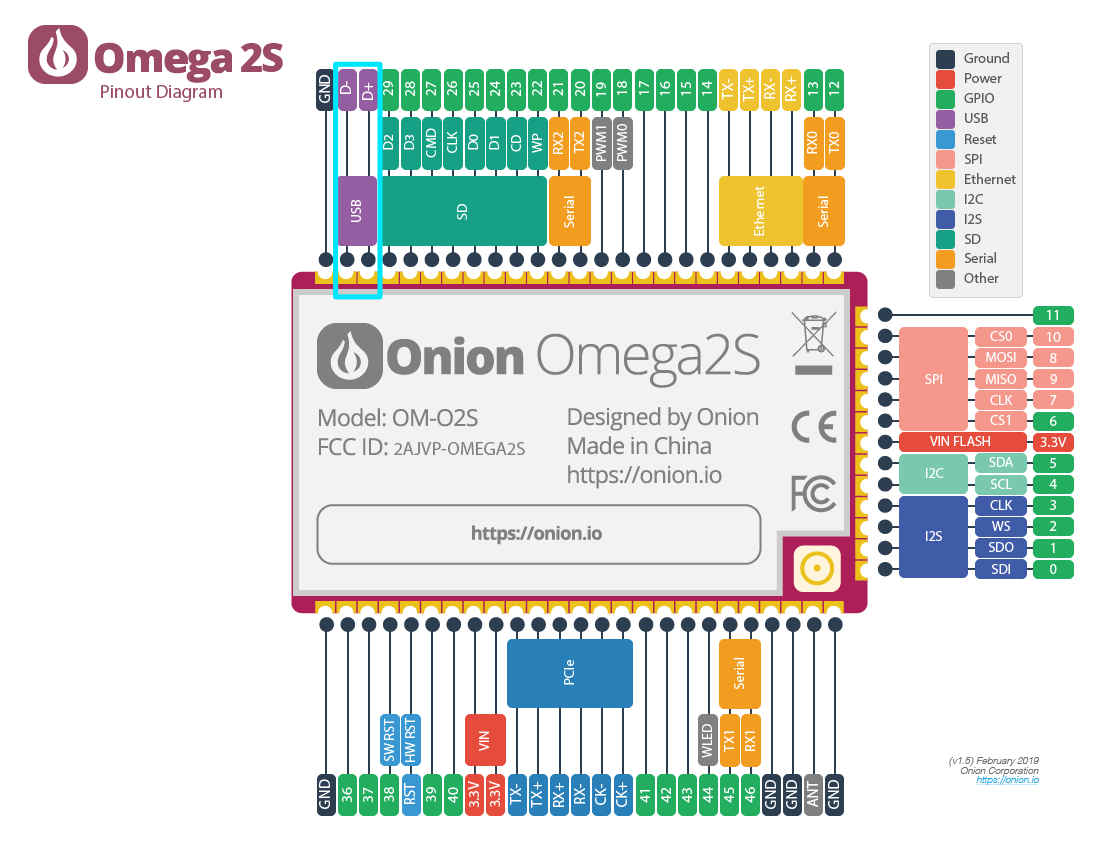 Omega 2S
Pinout Diagram
Ground
Power
GPIO
USB
Reset
SPI
Ethernet
I2C
I2S
SD
Serial
Other
GND D- D+ 29 28 27 26 25 24 23 22 21 20 19 18 17 16 15 14 TX- TX+ RX- RX+ 13 12
D2 D3 CMD CLK D0 D1 CD WP RX2 TX2 PWM1 PWM0 RX0 TX0
USB SD Serial Ethernet Serial
Onion Omega2S
Model: OM-O2S
FCC ID: 2AJVP-OMEGA2S
Designed by Onion
Made in China
https://onion.io
CE
FC
https://onion.io
11
SPI
CS0 10
MOSI 8
MISO 9
CLK 7
CS1 6
VIN FLASH 3.3V
I2C
SDA 5
SCL 4
I2S
CLK 3
WS 2
SDO 1
SDI 0
PCIe Serial
SW RST HW RST VIN WLED TX1 RX1
GND 36 37 38 RST 39 40 3.3V 3.3V TX- TX+ RX+ RX- CK- CK+ 41 42 43 44 45 46 GND GND ANT GND
(v1.5) February 2019
Onion Corporation
https://onion.io